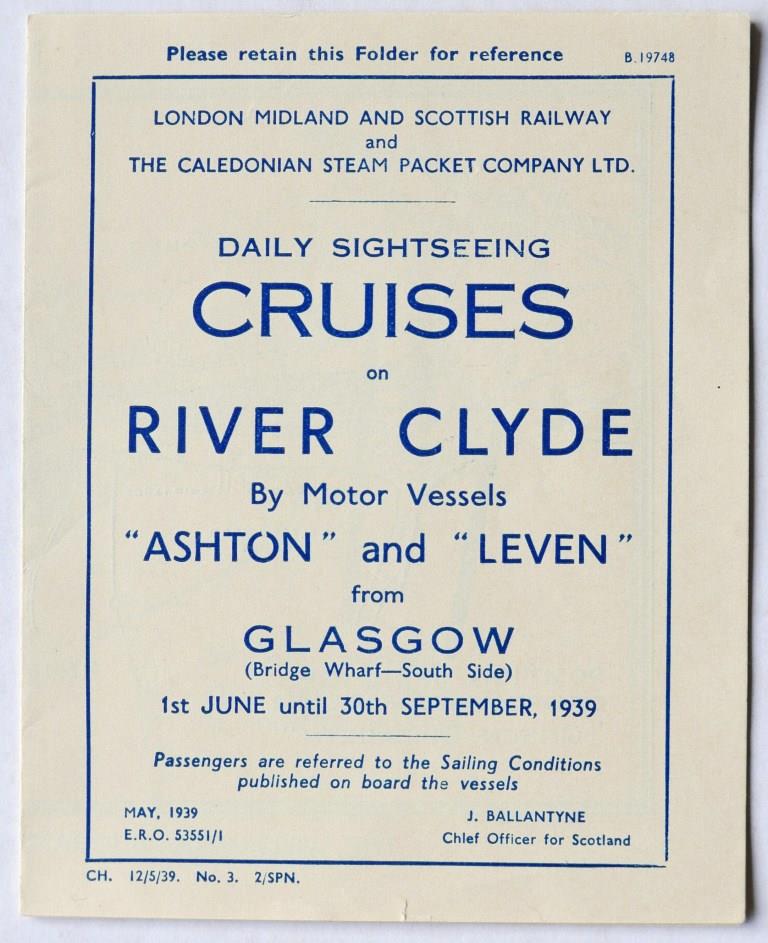 Please retain this Folder for reference B.19748
LONDON MIDLAND AND SCOTTISH RAILWAY
and
THE CALEDONIAN STEAM PACKET COMPANY LTD.
DAILY SIGHTSEEING
CRUISES
on
RIVER CLYDE
By Motor Vessels
"ASHTON" and "LEVEN"
from
GLASGOW
(Bridge Wharf—South Side)
1st JUNE until 30th SEPTEMBER, 1939
Passengers are referred to the Sailing Conditions
published on board the vessels
MAY, 1939 J. BALLANTYNE
E.R.O. 53551/1 Chief Officer for Scotland
CH. 12/5/39. No. 3. 2/SPN.